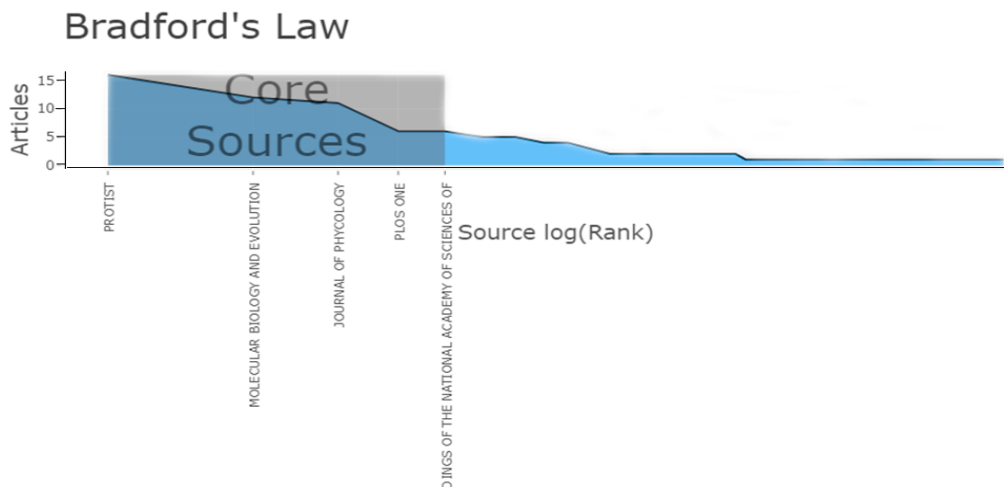 Bradford's Law
Articles
15
10
5
0
Core
Sources
PROTIST
MOLECULAR BIOLOGY AND EVOLUTION
JOURNAL OF PHYCOLOGY
PLOS ONE
DINGS OF THE NATIONAL ACADEMY OF SCIENCES OF
Source log(Rank)